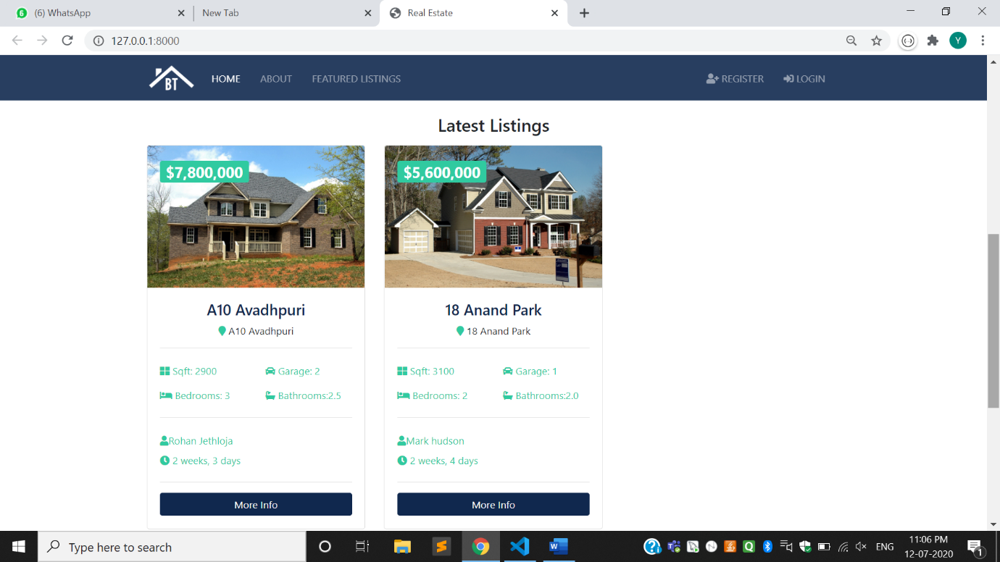 (6) WhatsApp
New Tab
Real Estate
127.0.0.1:8000
Y
BT
HOME ABOUT FEATURED LISTINGS REGISTER LOGIN
Latest Listings
$7,800,000
A10 Avadhpuri
A10 Avadhpuri
Sqft: 2900 Garage: 2
Bedrooms: 3 Bathrooms:2.5
Rohan Jethloja
2 weeks, 3 days
More Info
$5,600,000
18 Anand Park
18 Anand Park
Sqft: 3100 Garage: 1
Bedrooms: 2 Bathrooms:2.0
Mark hudson
2 weeks, 4 days
More Info
Type here to search
ENG
11:06 PM
12-07-2020
1